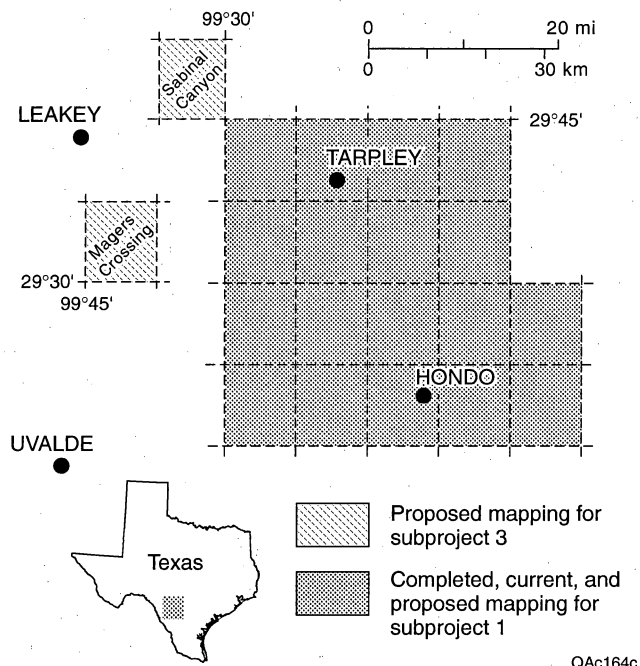 99°30'
0 20 mi
0 30 km
Sabinal
Canyon
LEAKEY
29°45'
TARPLEY
Magers
Crossing
29°30'
99°45'
HONDO
UVALDE
Texas
Proposed mapping for
subproject 3
Completed, current, and
proposed mapping for
subproject 1
QAc164c